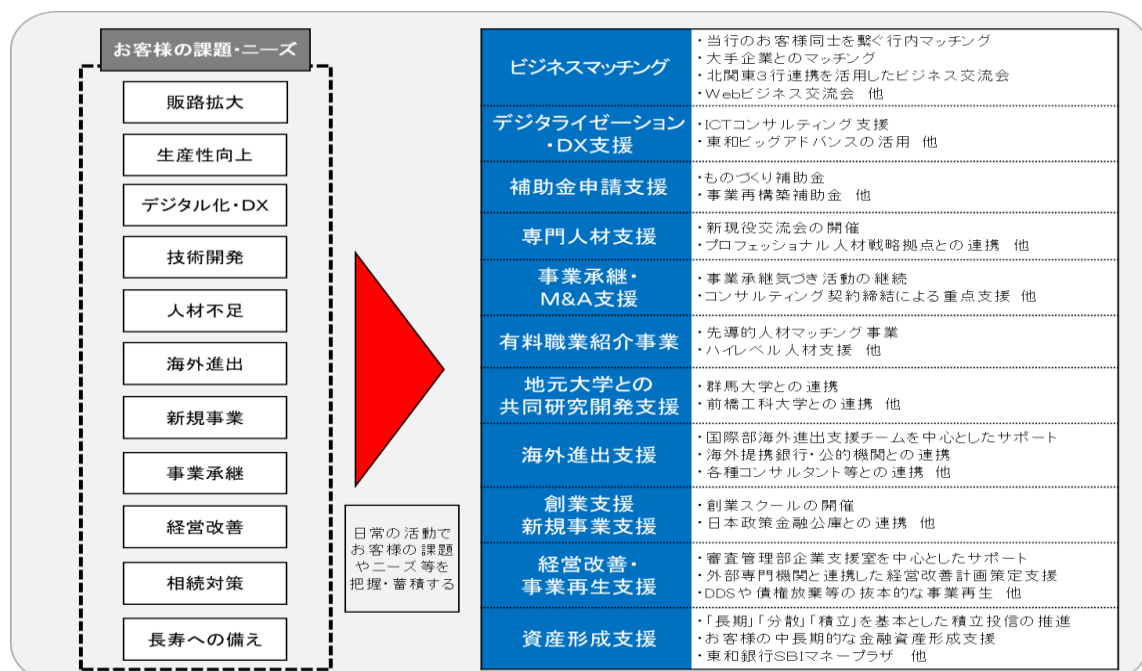 お客様の課題・ニーズ
販路拡大
生産性向上
デジタル化・DX
技術開発
人材不足
海外進出
新規事業
事業承継
経営改善
相続対策
長寿への備え
日常の活動で
お客様の課題
やニーズ等を
把握・蓄積する
ビジネスマッチング
・当行のお客様同士を繋ぐ行内マッチング
・大手企業とのマッチング
・北関東3行連携を活用したビジネス交流会
・Webビジネス交流会 他
デジタライゼーション
・DX支援
・ICTコンサルティング支援
・東和ビッグアドバンスの活用 他
補助金申請支援
・ものづくり補助金
・事業再構築補助金 他
専門人材支援
・新現役交流会の開催
・プロフェッショナル人材戦略拠点との連携 他
事業承継・
M&A支援
・事業承継気づき活動の継続
・コンサルティング契約締結による重点支援 他
有料職業紹介事業
・先導的人材マッチング事業
・ハイレベル人材支援 他
地元大学との
共同研究開発支援
・群馬大学との連携
・前橋工科大学との連携 他
海外進出支援
・国際部海外進出支援チームを中心としたサポート
・海外提携銀行・公的機関との連携
・各種コンサルタント等との連携 他
創業支援
新規事業支援
・創業スクールの開催
・日本政策金融公庫との連携 他
経営改善・
事業再生支援
・審査管理部企業支援室を中心としたサポート
・外部専門機関と連携した経営改善計画策定支援
・DDSや債権放棄等の抜本的な事業再生 他
資産形成支援
・「長期」「分散」「積立」を基本とした積立投信の推進
・お客様の中長期的な金融資産形成支援
・東和銀行SBIマネープラザ 他